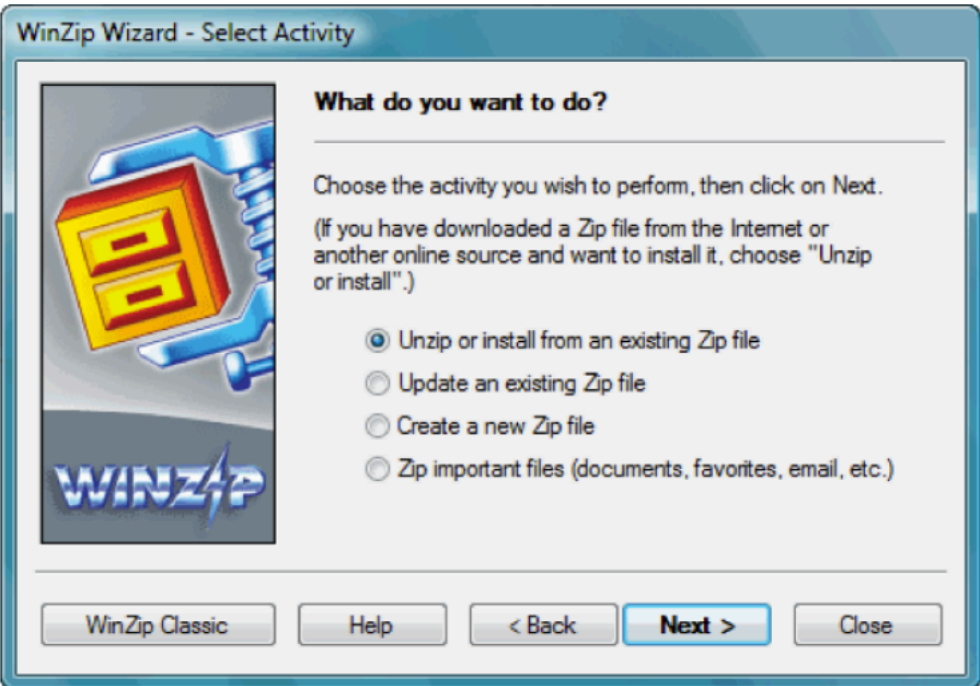 WinZip Wizard - Select Activity
What do you want to do?
Choose the activity you wish to perform, then click on Next.
(If you have downloaded a Zip file from the Internet or
another online source and want to install it, choose "Unzip
or install".)
Unzip or install from an existing Zip file
Update an existing Zip file
Create a new Zip file
Zip important files (documents, favorites, email, etc.)
WINZIP
WinZip Classic
Help
< Back
Next >
Close